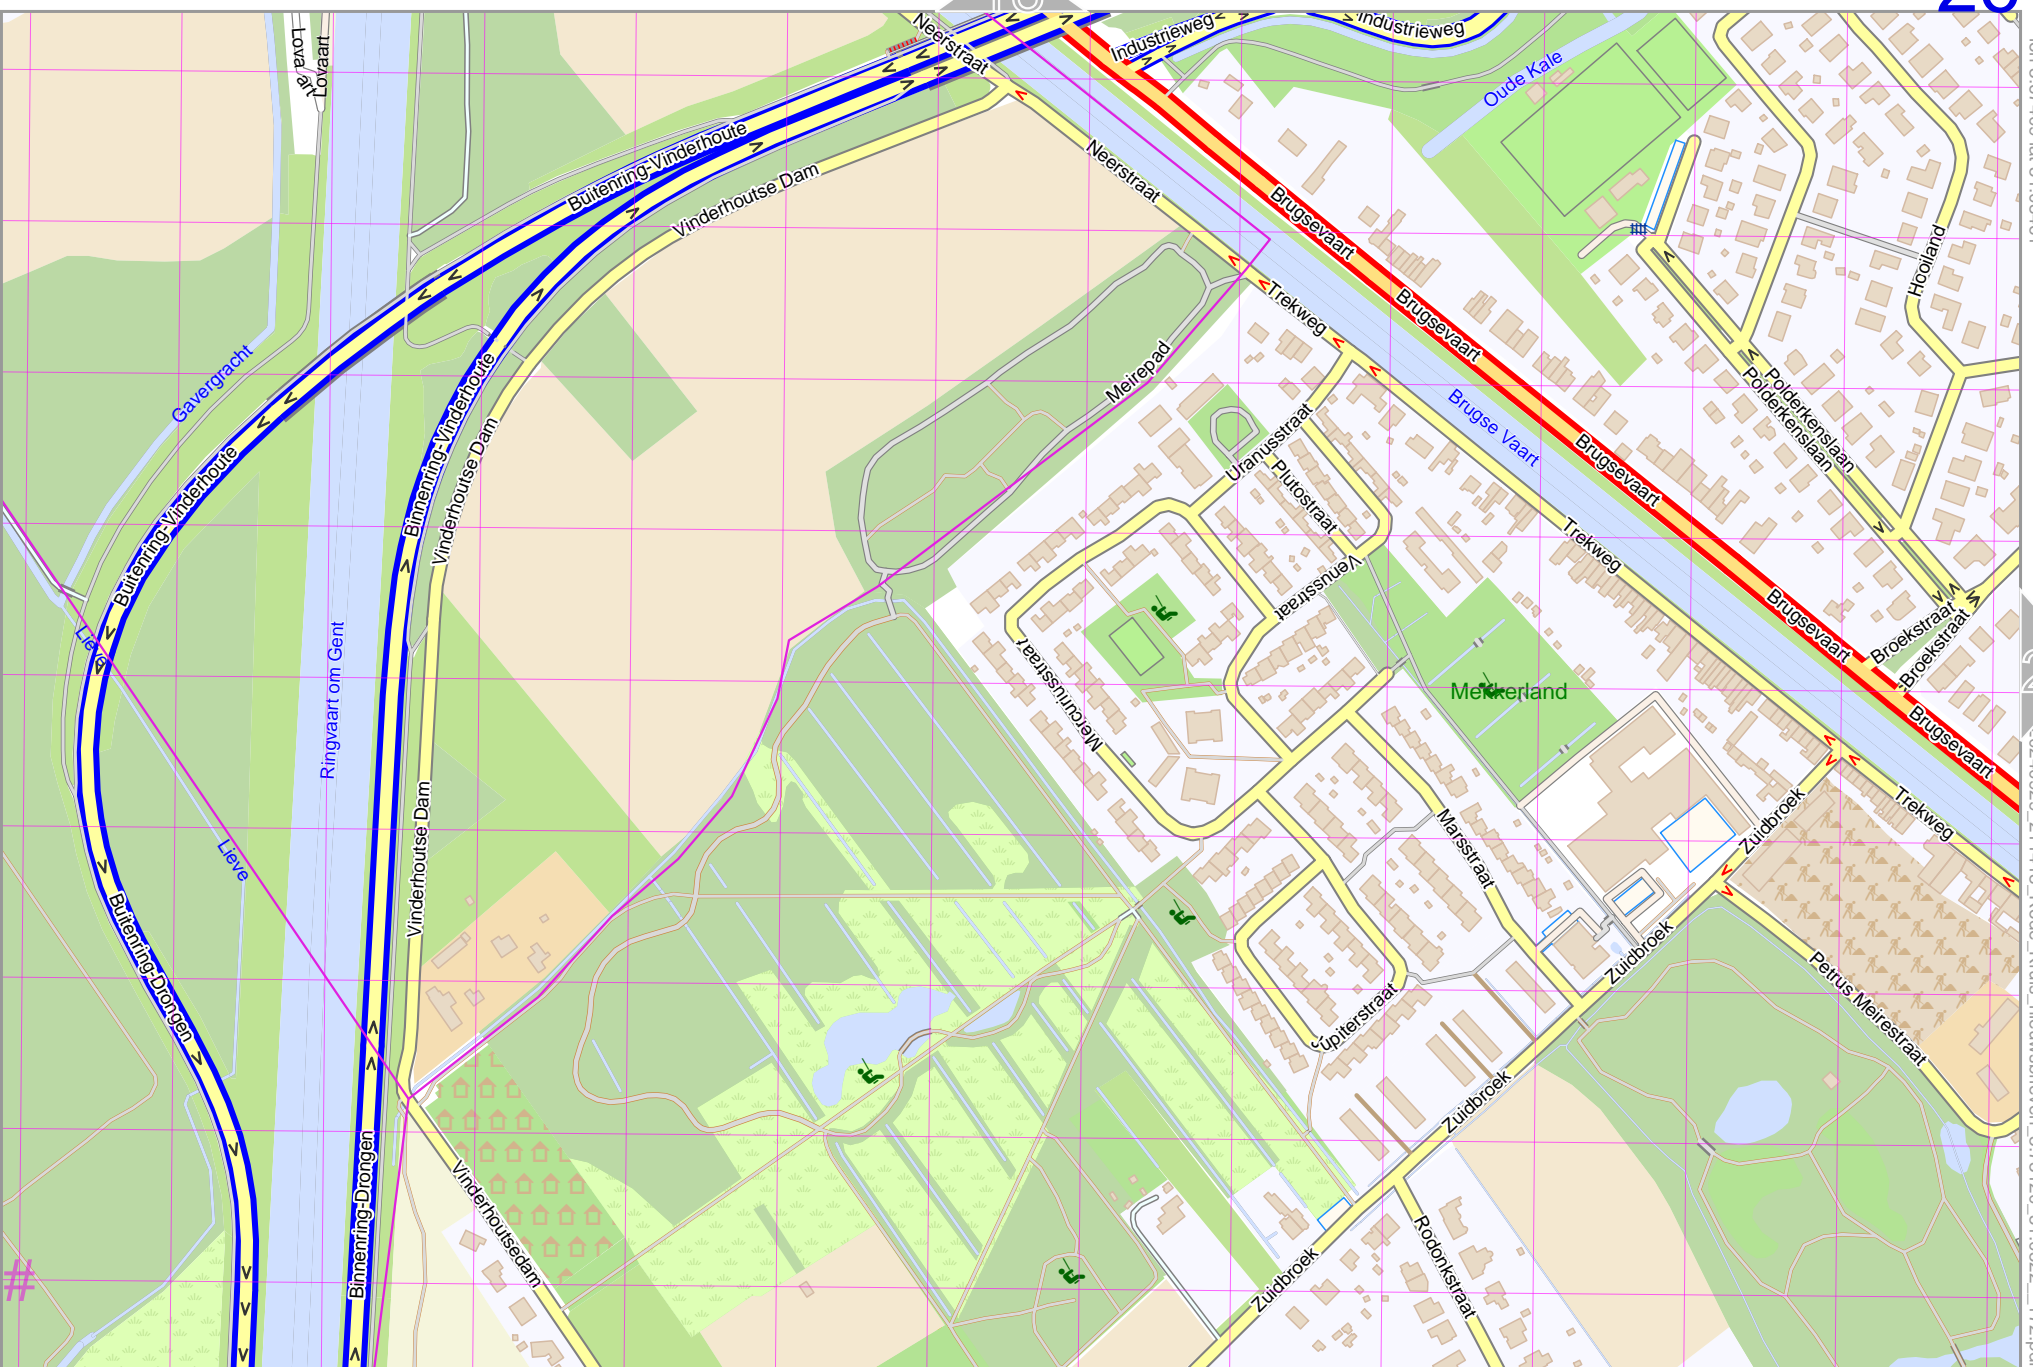 Neerstraat
Industrieweg
Industrieweg
Lovaart
Lovaart
Oude Kale
Buitenring-Vinderhoute
Vinderhoutse Dam
Neerstraat
Brugsevaart
Hooiland
Trekweg
Brugsevaart
Gavergracht
Meirepad
Binnenring-Vinderhoute
Vinderhoutse Dam
Uranusstraat
Plutostraat
Brugse Vaart
Brugsevaart
Polderkenslaan
Polderkenslaan
Buitenring-Vinderhoute
Trekweg
Venusstraat
Brugsevaart
Broekstraat
Broekstraat
Lieve
Ringvaart om Gent
Mercuriusstraat
Mekkerland
Brugsevaart
Vinderhoutse Dam
Lieve
Marsstraat
Zuidbroek
Trekweg
Buitenring-Drongen
Zuidbroek
Petrus Meirestraat
Jupiterstraat
Zuidbroek
Binnenring-Drongen
Vinderhoutsedam
Zuidbroek
Rodonkstraat
#